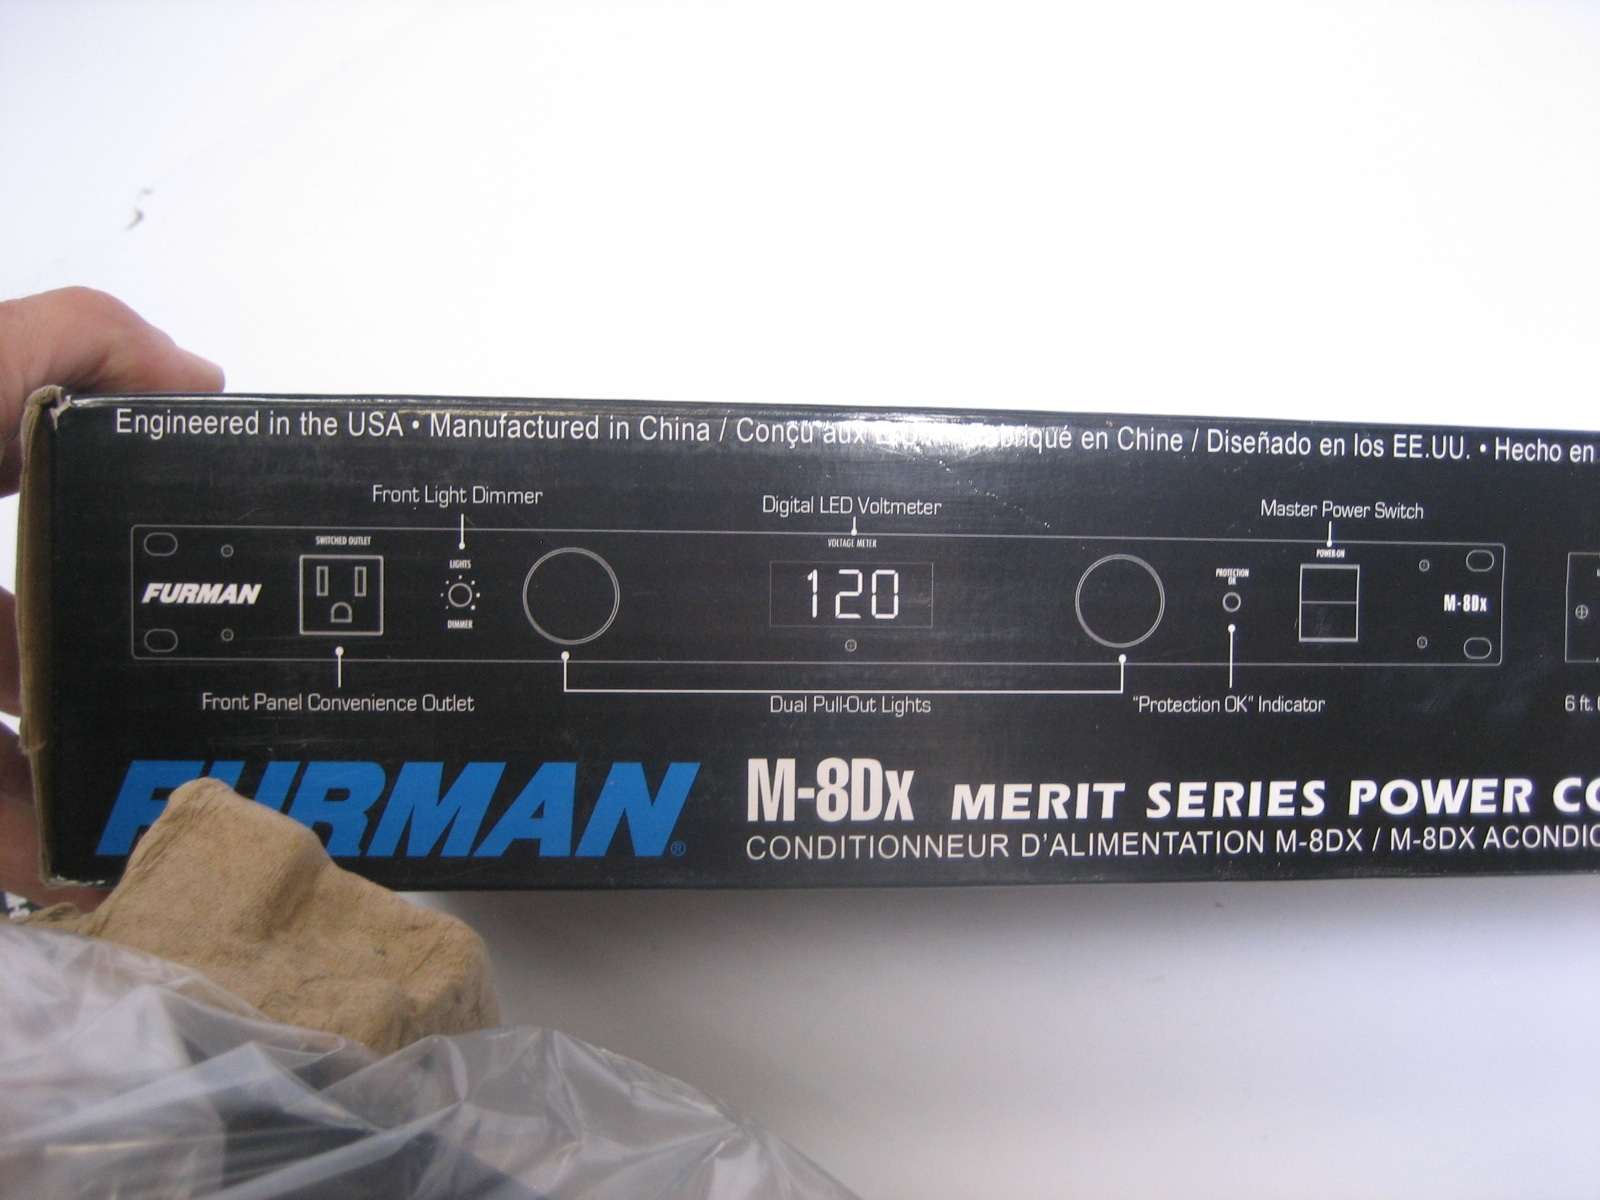 Engineered in the USA • Manufactured in China / Conçu aux Fabriqué en Chine / Diseñado en los EE.UU. • Hecho en
Front Light Dimmer
Digital LED Voltmeter
Master Power Switch
SWITCHED OUTLET
VOLTAGE METER
POWER-ON
LIGHTS
PROTECTION
OK
FURMAN
120
M-8Dx
DIMMER
Front Panel Convenience Outlet
Dual Pull-Out Lights
"Protection OK" Indicator
6 ft.
FURMAN®
M-8Dx MERIT SERIES POWER
CONDITIONNEUR D'ALIMENTATION M-8DX / M-8DX